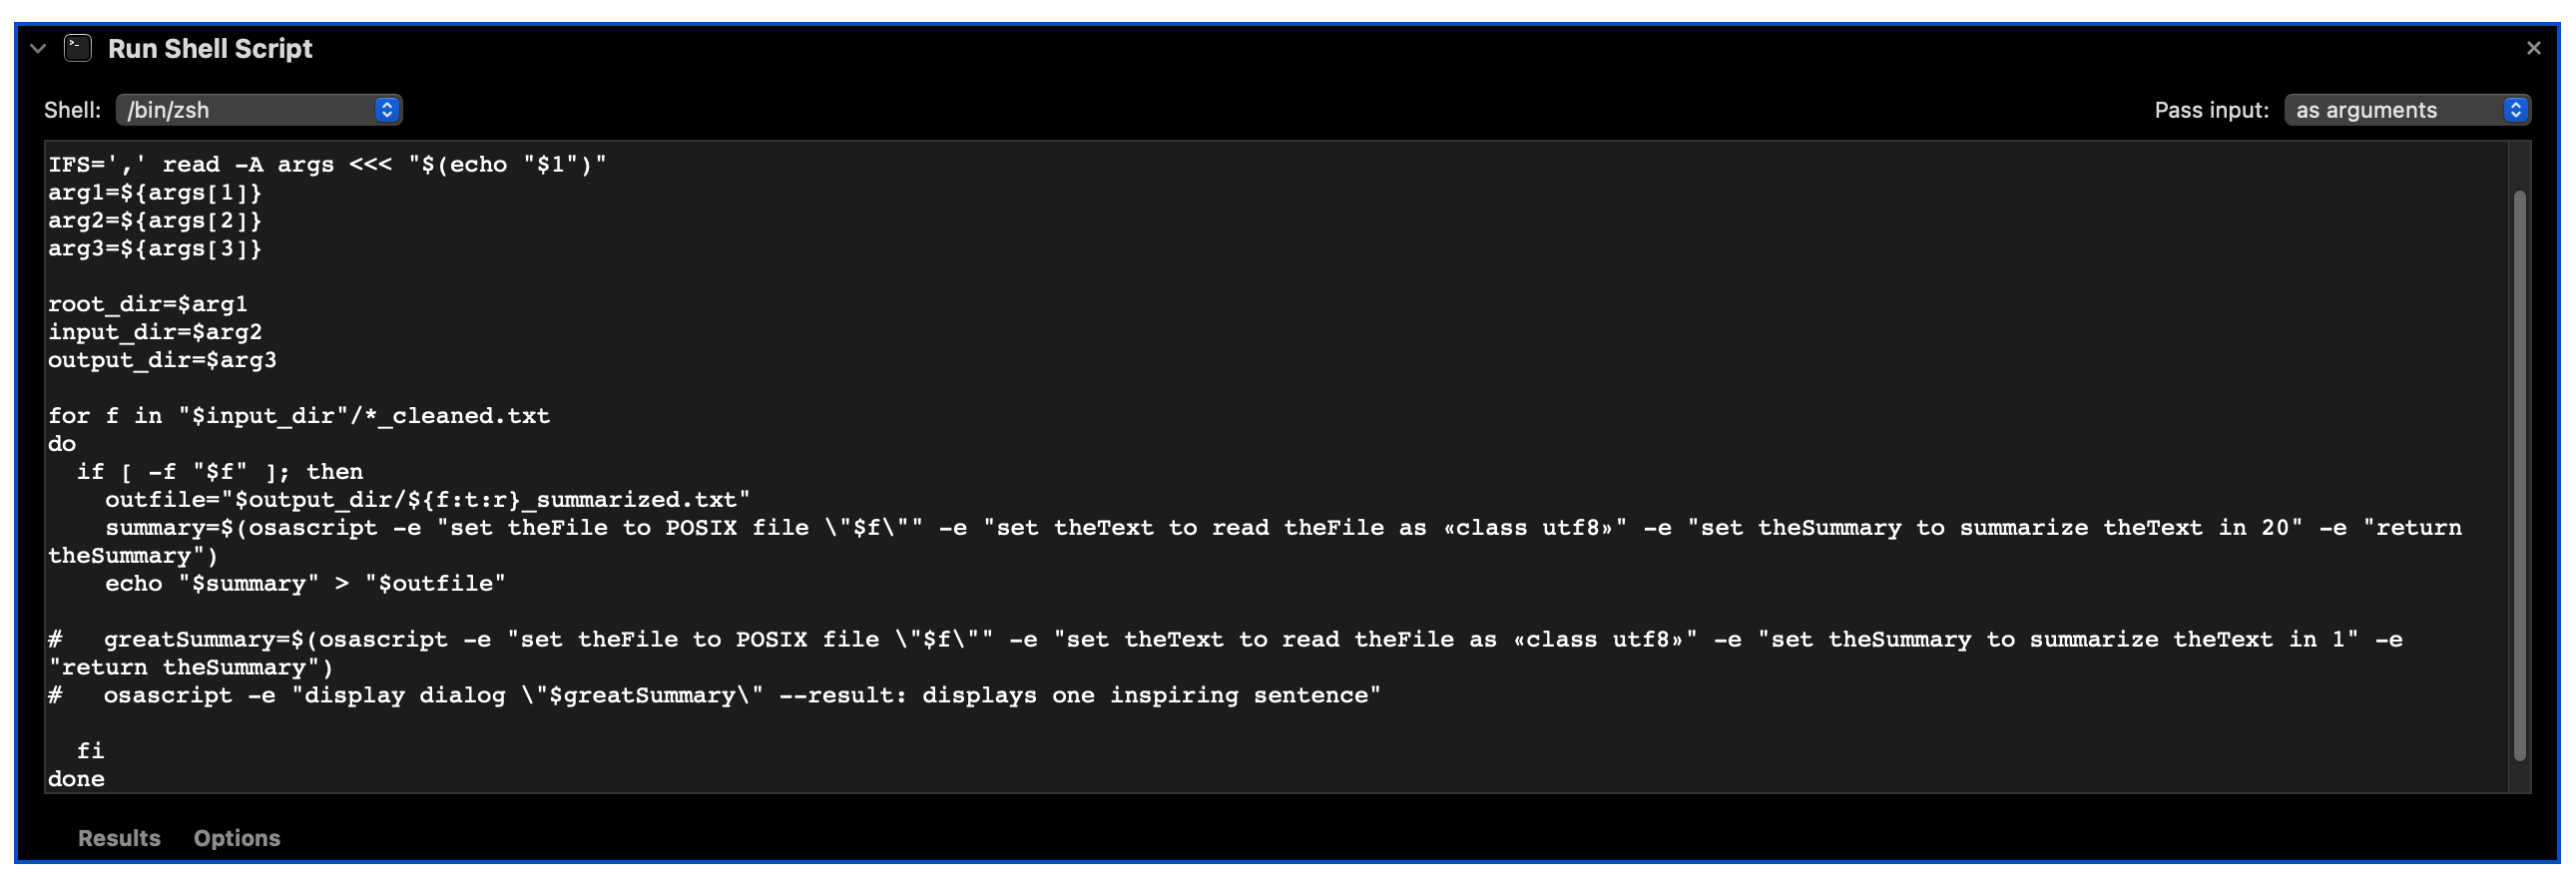 Run Shell Script
Shell: /bin/zsh Pass input: as arguments
IFS=',' read -A args <<< "$(echo "$1")"
arg1=${args[1]}
arg2=${args[2]}
arg3=${args[3]}
root_dir=$arg1
input_dir=$arg2
output_dir=$arg3
for f in "$input_dir"/*_cleaned.txt
do
  if [ -f "$f" ]; then
    outfile="$output_dir/${f:t:r}_summarized.txt"
    summary=$(osascript -e "set theFile to POSIX file \"$f\"" -e "set theText to read theFile as «class utf8»" -e "set theSummary to summarize theText in 20" -e "return
theSummary")
    echo "$summary" > "$outfile"
#   greatSummary=$(osascript -e "set theFile to POSIX file \"$f\"" -e "set theText to read theFile as «class utf8»" -e "set theSummary to summarize theText in 1" -e
"return theSummary")
#   osascript -e "display dialog \"$greatSummary\" --result: displays one inspiring sentence"
  fi
done
Results Options